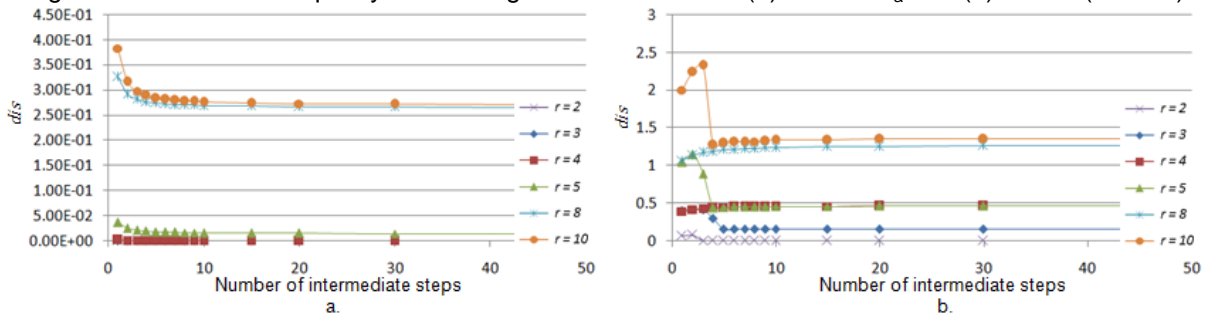 4.50E-01
4.00E-01
3.50E-01
3.00E-01
2.50E-01
2.00E-01
1.50E-01
1.00E-01
5.00E-02
0.00E+00
dis
0 10 20 30 40 50
Number of intermediate steps
a.
r = 2
r = 3
r = 4
r = 5
r = 8
r = 10
3
2.5
2
1.5
1
0.5
0
dis
0 10 20 30 40 50
Number of intermediate steps
b.
r = 2
r = 3
r = 4
r = 5
r = 8
r = 10